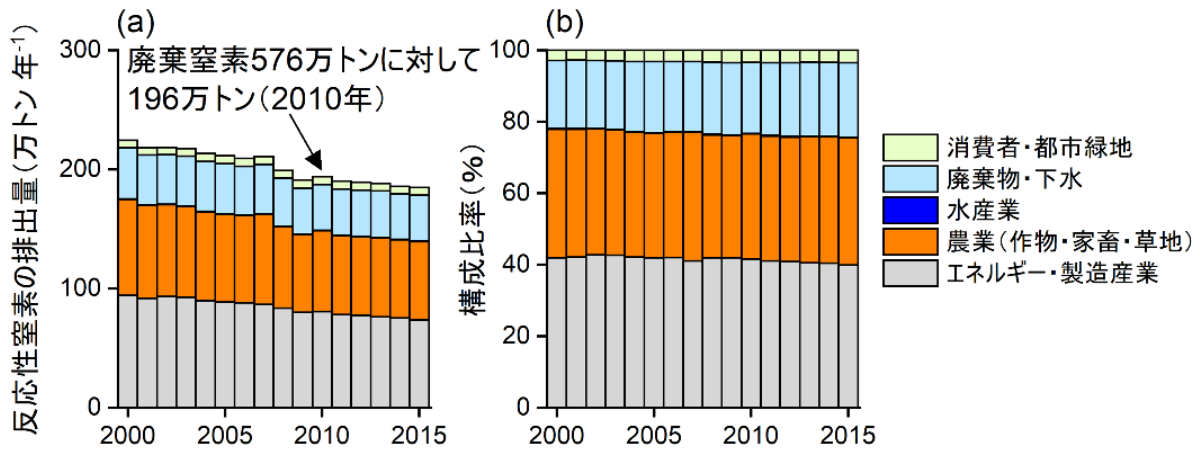 (a)
(b)
反応性窒素の排出量(万トン 年⁻¹)
300
200
100
0
廃棄窒素576万トンに対して
196万トン(2010年)
2000
2005
2010
2015
構成比率(%)
100
80
60
40
20
0
2000
2005
2010
2015
消費者・都市緑地
廃棄物・下水
水産業
農業(作物・家畜・草地)
エネルギー・製造産業